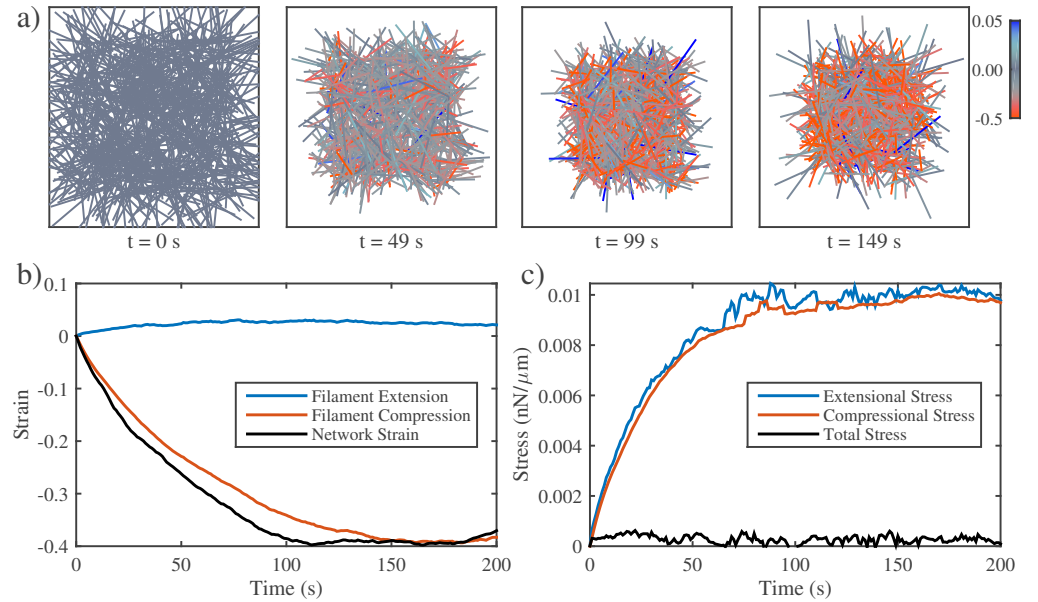 a)
t = 0 s
t = 49 s
t = 99 s
t = 149 s
0.05
0.00
-0.5
b)
0.1
0
-0.1
-0.2
-0.3
-0.4
Strain
Filament Extension
Filament Compression
Network Strain
0
50
100
150
200
Time (s)
c)
0.01
0.008
0.006
0.004
0.002
0
Stress (nN/μm)
Extensional Stress
Compressional Stress
Total Stress
0
50
100
150
200
Time (s)